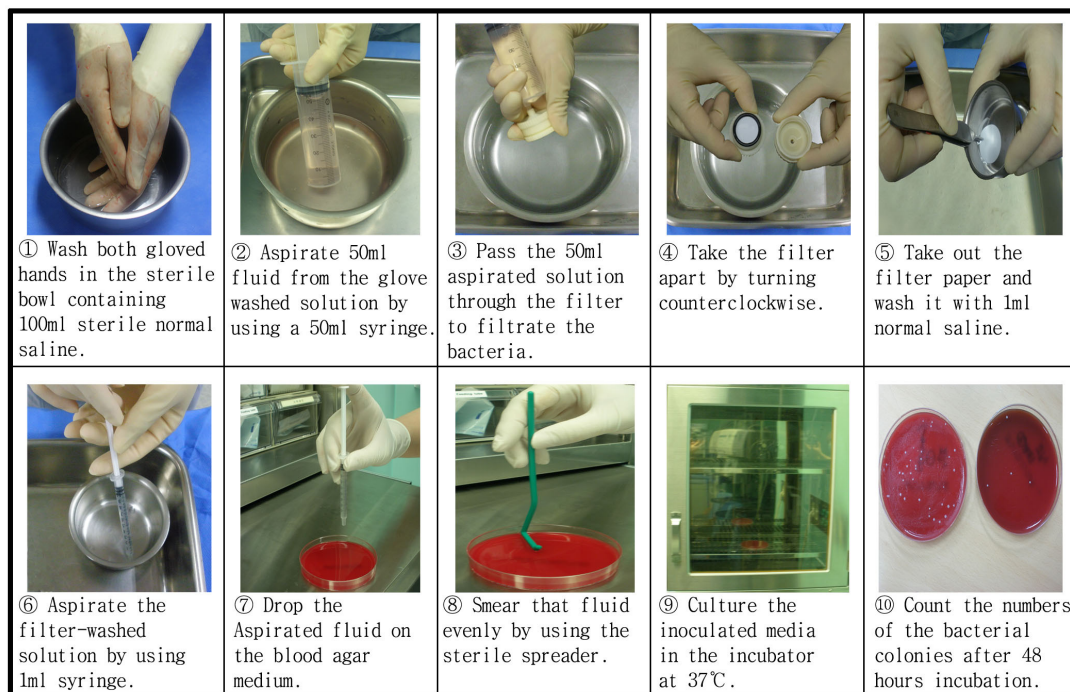 ① Wash both gloved
hands in the sterile
bowl containing
100ml sterile normal
saline.
② Aspirate 50ml
fluid from the glove
washed solution by
using a 50ml syringe.
③ Pass the 50ml
aspirated solution
through the filter
to filtrate the
bacteria.
④ Take the filter
apart by turning
counterclockwise.
⑤ Take out the
filter paper and
wash it with 1ml
normal saline.
⑥ Aspirate the
filter-washed
solution by using
1ml syringe.
⑦ Drop the
Aspirated fluid on
the blood agar
medium.
⑧ Smear that fluid
evenly by using the
sterile spreader.
⑨ Culture the
inoculated media
in the incubator
at 37℃.
⑩ Count the numbers
of the bacterial
colonies after 48
hours incubation.